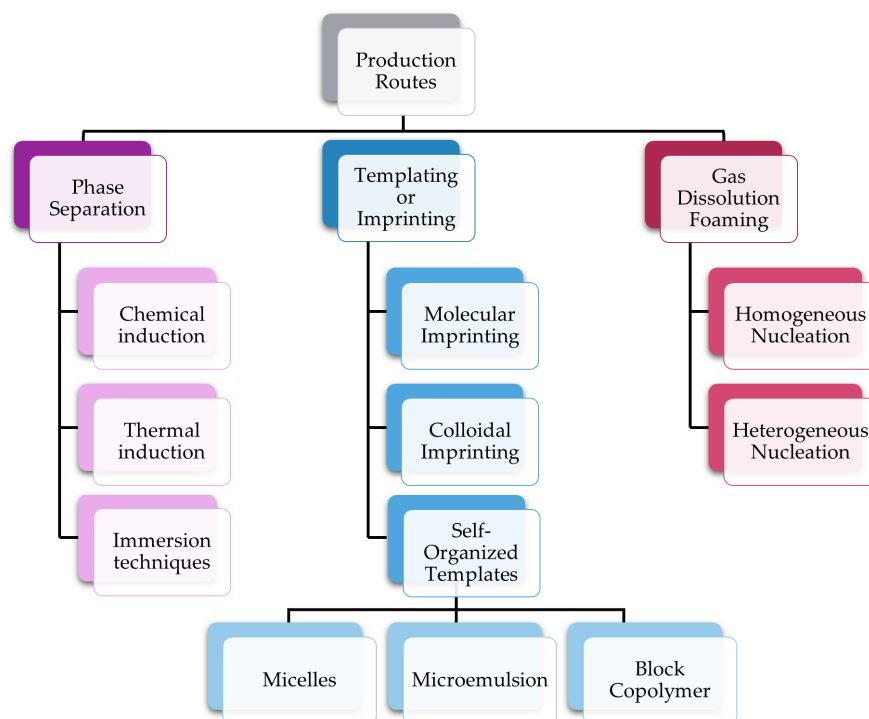 Production
Routes
Phase
Separation
Templating
or
Imprinting
Gas
Dissolution
Foaming
Chemical
induction
Molecular
Imprinting
Homogeneous
Nucleation
Thermal
induction
Colloidal
Imprinting
Heterogeneous
Nucleation
Immersion
techniques
Self-
Organized
Templates
Micelles
Microemulsion
Block
Copolymer